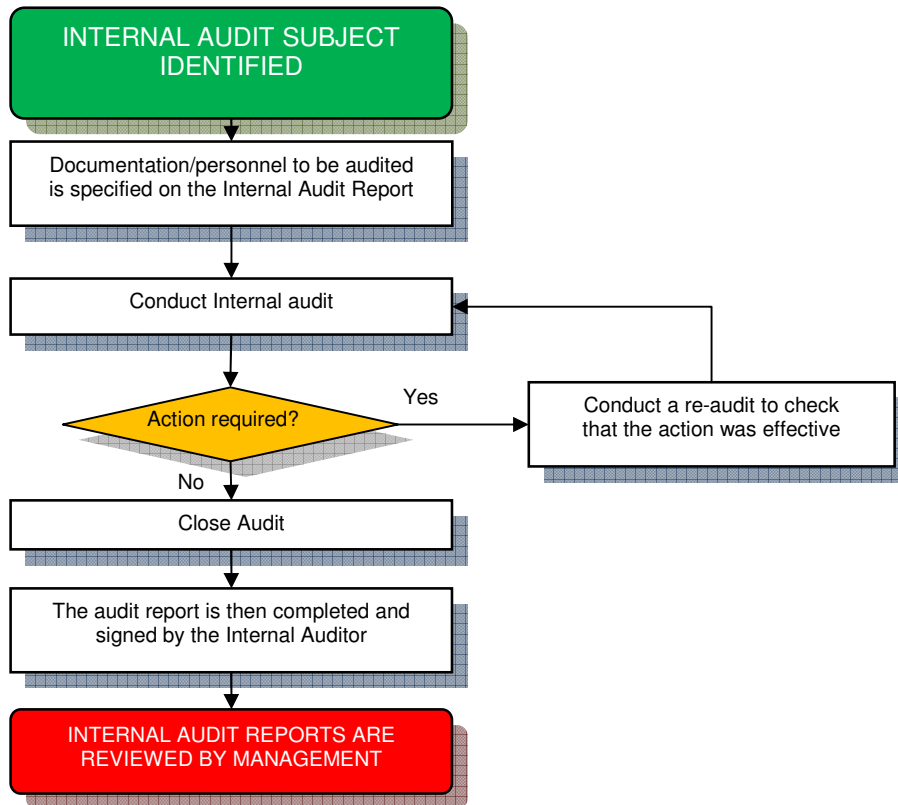 INTERNAL AUDIT SUBJECT
IDENTIFIED
Documentation/personnel to be audited
is specified on the Internal Audit Report
Conduct Internal audit
Action required?
Yes
Conduct a re-audit to check
that the action was effective
No
Close Audit
The audit report is then completed and
signed by the Internal Auditor
INTERNAL AUDIT REPORTS ARE
REVIEWED BY MANAGEMENT